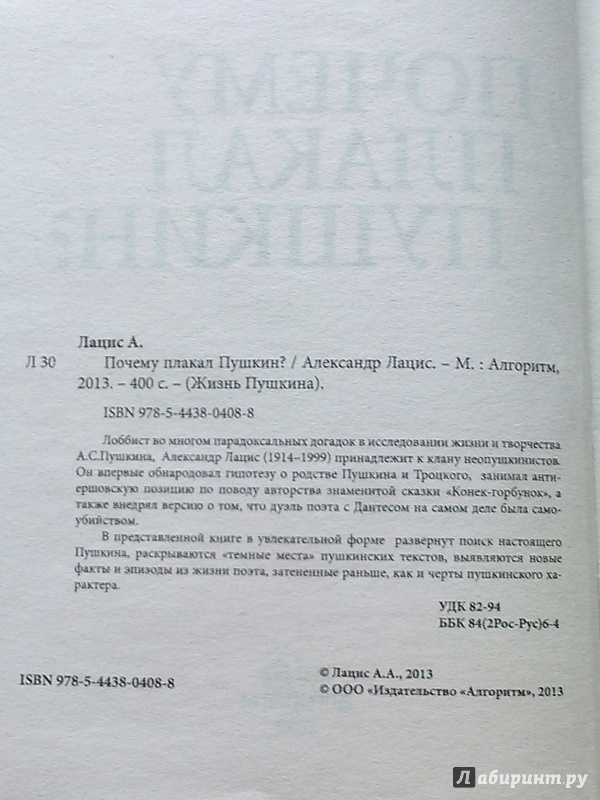 ПОЧЕМУ
ПЛАКАЛ
ПУШКИН?
Лацис А.
Л 30 Почему плакал Пушкин? / Александр Лацис. – М. : Алгоритм,
2013. – 400 с. – (Жизнь Пушкина).
ISBN 978-5-4438-0408-8
Лоббист во многом парадоксальных догадок в исследовании жизни и творчества
А.С.Пушкина, Александр Лацис (1914–1999) принадлежит к клану неопушкинистов.
Он впервые обнародовал гипотезу о родстве Пушкина и Троцкого, занимал анти-
ершовскую позицию по поводу авторства знаменитой сказки «Конек-горбунок», а
также внедрял версию о том, что дуэль поэта с Дантесом на самом деле была само-
убийством.
В представленной книге в увлекательной форме развернут поиск настоящего
Пушкина, раскрываются «темные места» пушкинских текстов, выявляются новые
факты и эпизоды из жизни поэта, затененные раньше, как и черты пушкинского ха-
рактера.
УДК 82-94
ББК 84(2Рос-Рус)6-4
ISBN 978-5-4438-0408-8
© Лацис А.А., 2013
© ООО «Издательство «Алгоритм», 2013
Лабиринт.ру